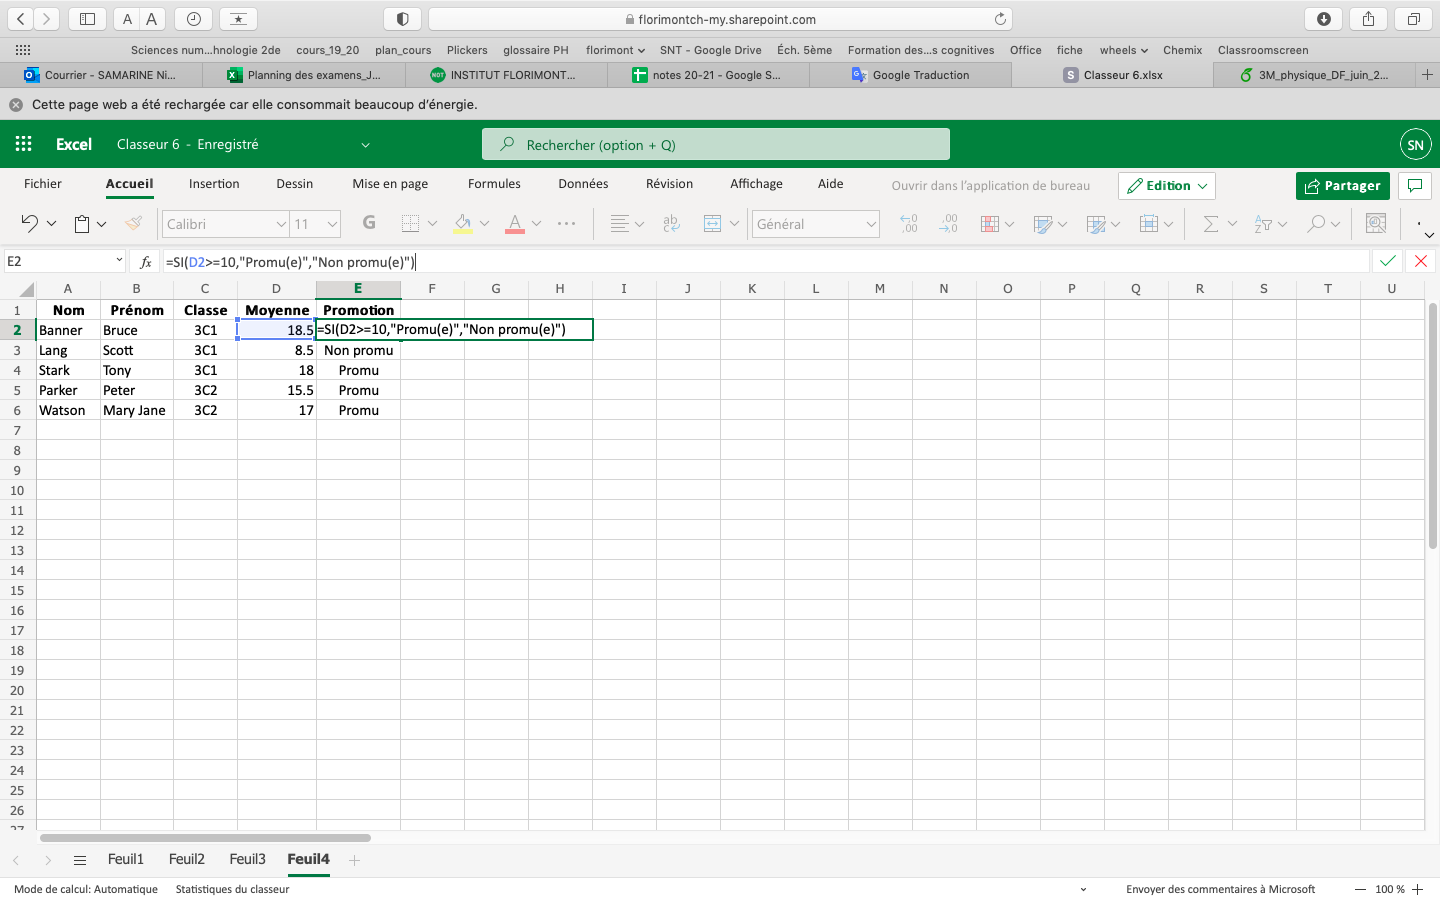 florimontch-my.sharepoint.com
Sciences num...hnologie 2de cours_19_20 plan_cours Plickers glossaire PH florimont SNT - Google Drive Éch. 5ème Formation des...s cognitives Office fiche wheels Chemix Classroomscreen
Courrier - SAMARINE Ni... Planning des examens_J... INSTITUT FLORIMONT... notes 20-21 - Google S... Google Traduction Classeur 6.xlsx 3M_physique_DF_juin_2...
Cette page web a été rechargée car elle consommait beaucoup d'énergie.
Excel Classeur 6 - Enregistré Rechercher (option + Q) SN
Fichier Accueil Insertion Dessin Mise en page Formules Données Révision Affichage Aide Ouvrir dans l'application de bureau Edition Partager
Calibri 11 G A ab Général
E2 fx =SI(D2>=10,"Promu(e)","Non promu(e)")
A B C D E F G H I J K L M N O P Q R S T U
1 Nom Prénom Classe Moyenne Promotion
2 Banner Bruce 3C1 18.5 =SI(D2>=10,"Promu(e)","Non promu(e)")
3 Lang Scott 3C1 8.5 Non promu
4 Stark Tony 3C1 18 Promu
5 Parker Peter 3C2 15.5 Promu
6 Watson Mary Jane 3C2 17 Promu
7
8
9
10
11
12
13
14
15
16
17
18
19
20
21
22
23
24
25
26
27
Feuil1 Feuil2 Feuil3 Feuil4
Mode de calcul: Automatique Statistiques du classeur Envoyer des commentaires à Microsoft 100 %